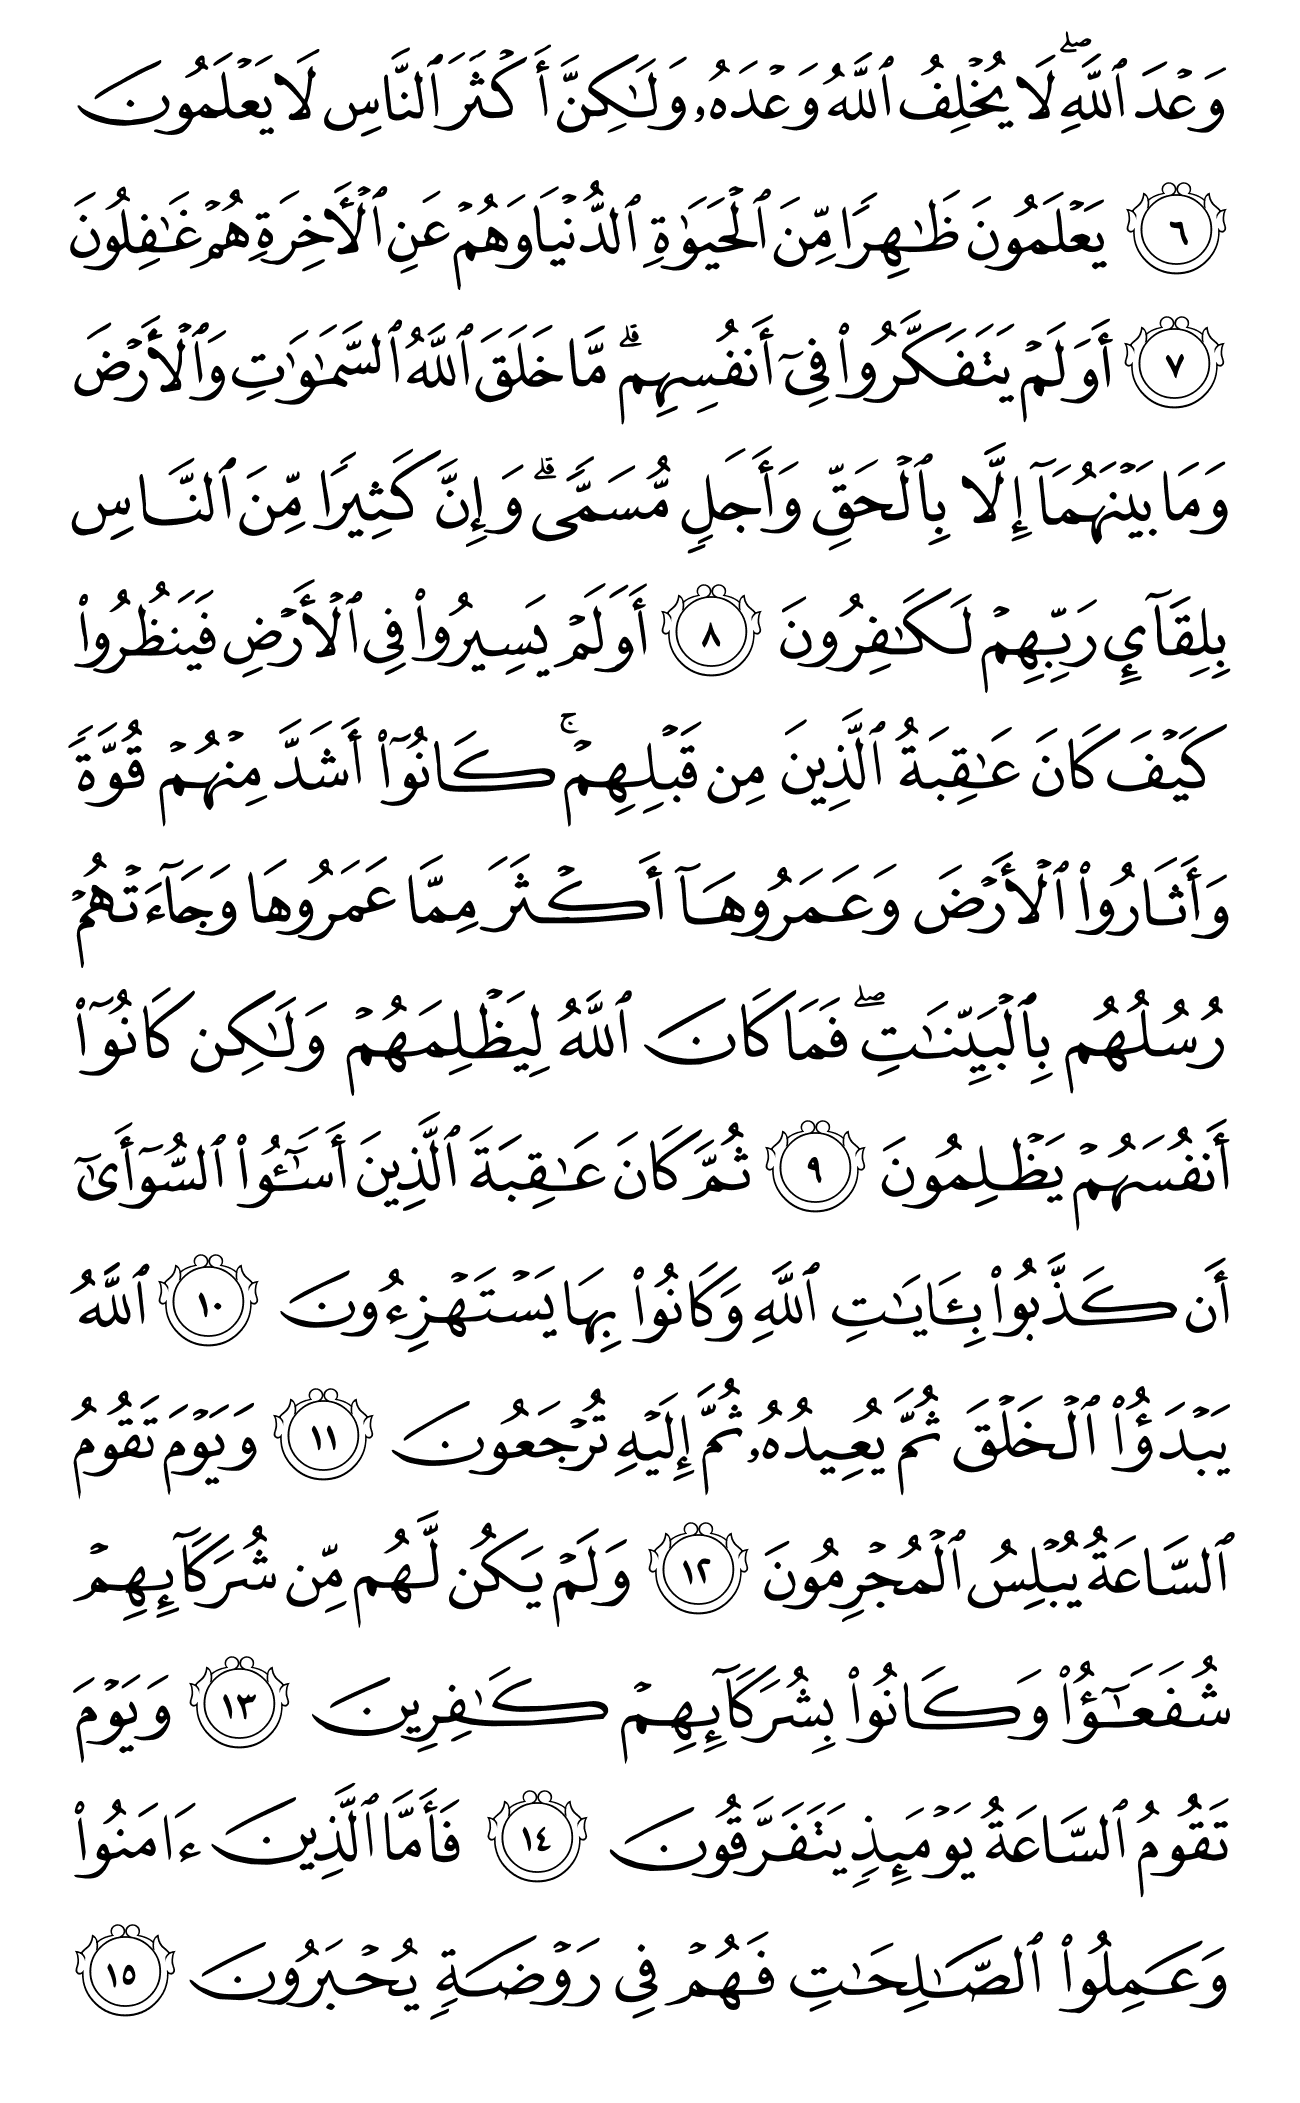 وَعْدَ ٱللَّهِ ۖ لَا يُخْلِفُ ٱللَّهُ وَعْدَهُۥ وَلَـٰكِنَّ أَكْثَرَ ٱلنَّاسِ لَا يَعْلَمُونَ
٦ يَعْلَمُونَ ظَـٰهِرًا مِّنَ ٱلْحَيَوٰةِ ٱلدُّنْيَا وَهُمْ عَنِ ٱلْأَخِرَةِ هُمْ غَـٰفِلُونَ
٧ أَوَلَمْ يَتَفَكَّرُوا۟ فِىٓ أَنفُسِهِم ۗ مَّا خَلَقَ ٱللَّهُ ٱلسَّمَـٰوَٰتِ وَٱلْأَرْضَ
وَمَا بَيْنَهُمَآ إِلَّا بِٱلْحَقِّ وَأَجَلٍ مُّسَمًّى ۗ وَإِنَّ كَثِيرًا مِّنَ ٱلنَّاسِ
بِلِقَآئِ رَبِّهِمْ لَكَـٰفِرُونَ ٨ أَوَلَمْ يَسِيرُوا۟ فِى ٱلْأَرْضِ فَيَنظُرُوا۟
كَيْفَ كَانَ عَـٰقِبَةُ ٱلَّذِينَ مِن قَبْلِهِمْ ۚ كَانُوٓا۟ أَشَدَّ مِنْهُمْ قُوَّةً
وَأَثَارُوا۟ ٱلْأَرْضَ وَعَمَرُوهَآ أَكْثَرَ مِمَّا عَمَرُوهَا وَجَآءَتْهُمْ
رُسُلُهُم بِٱلْبَيِّنَـٰتِ ۖ فَمَا كَانَ ٱللَّهُ لِيَظْلِمَهُمْ وَلَـٰكِن كَانُوٓا۟
أَنفُسَهُمْ يَظْلِمُونَ ٩ ثُمَّ كَانَ عَـٰقِبَةَ ٱلَّذِينَ أَسَـٰٓـُٔوا۟ ٱلسُّوٓأَىٰٓ
أَن كَذَّبُوا۟ بِـَٔايَـٰتِ ٱللَّهِ وَكَانُوا۟ بِهَا يَسْتَهْزِءُونَ ١٠ ٱللَّهُ
يَبْدَؤُا۟ ٱلْخَلْقَ ثُمَّ يُعِيدُهُۥ ثُمَّ إِلَيْهِ تُرْجَعُونَ ١١ وَيَوْمَ تَقُومُ
ٱلسَّاعَةُ يُبْلِسُ ٱلْمُجْرِمُونَ ١٢ وَلَمْ يَكُن لَّهُم مِّن شُرَكَآئِهِمْ
شُفَعَـٰٓؤُا۟ وَكَانُوا۟ بِشُرَكَآئِهِمْ كَـٰفِرِينَ ١٣ وَيَوْمَ
تَقُومُ ٱلسَّاعَةُ يَوْمَئِذٍ يَتَفَرَّقُونَ ١٤ فَأَمَّا ٱلَّذِينَ ءَامَنُوا۟
وَعَمِلُوا۟ ٱلصَّـٰلِحَـٰتِ فَهُمْ فِى رَوْضَةٍ يُحْبَرُونَ ١٥